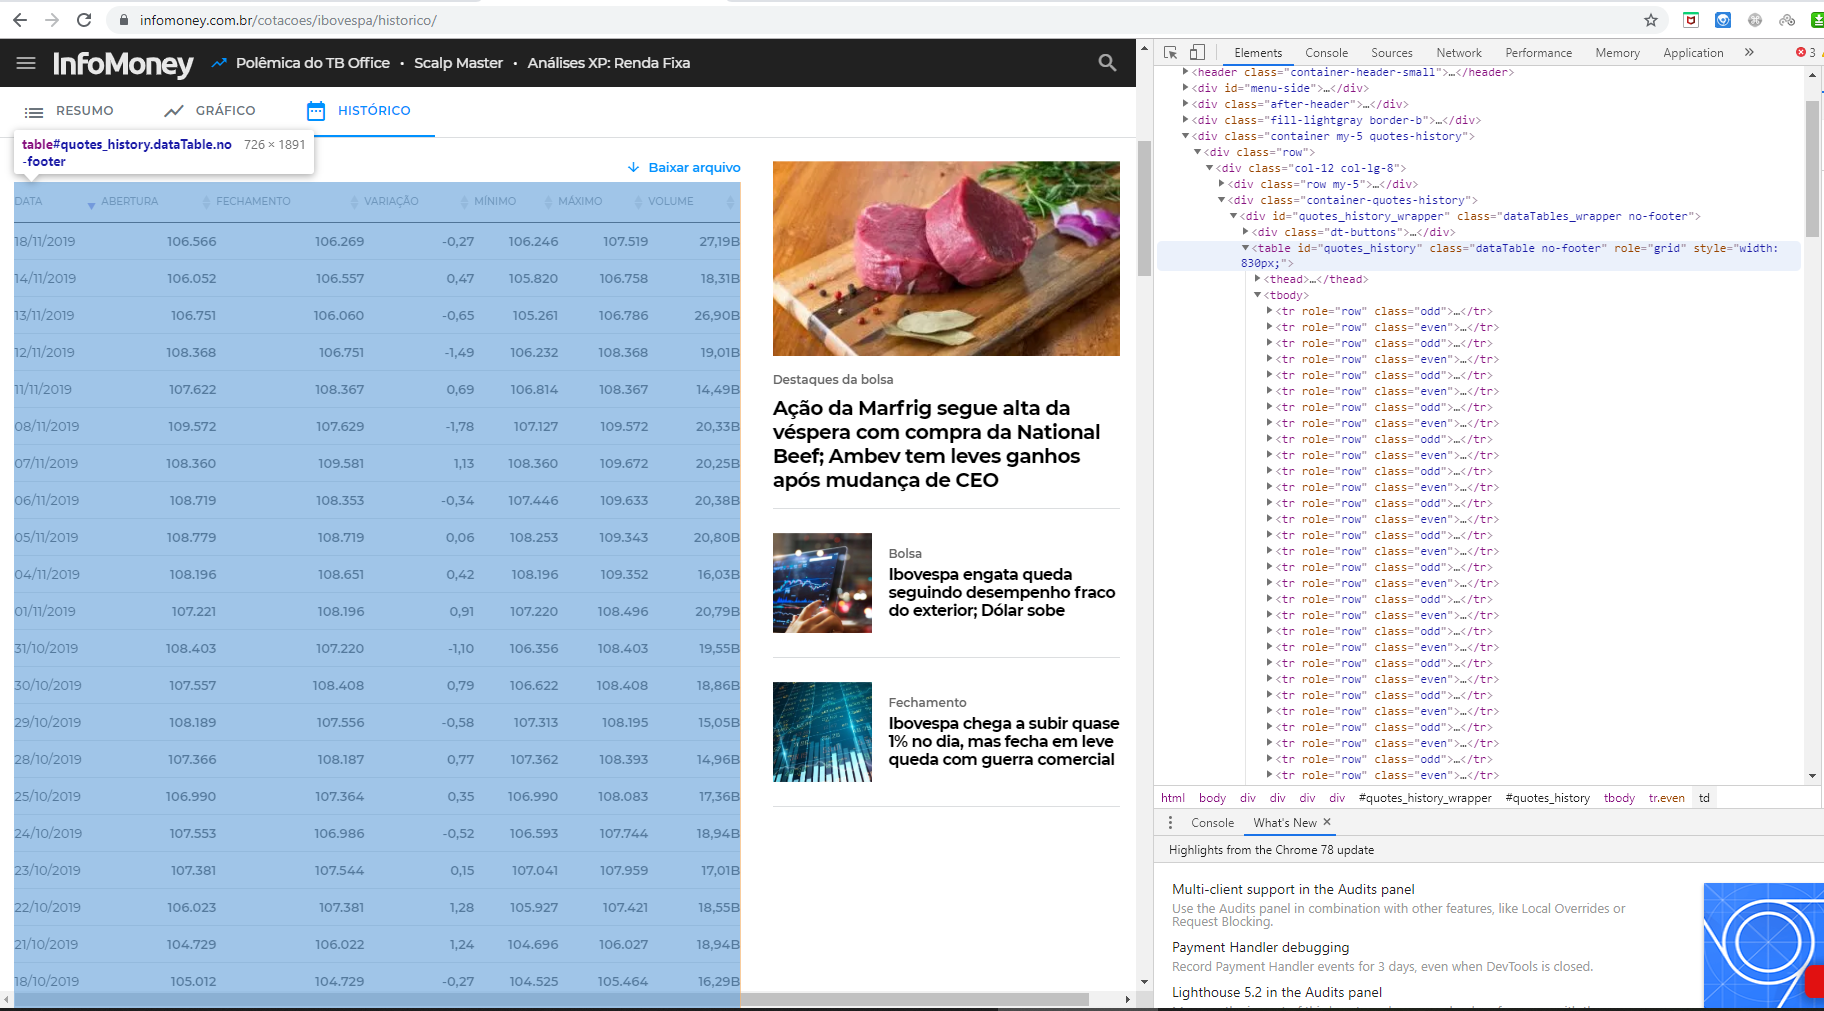 infomoney.com.br/cotacoes/ibovespa/historico/
InfoMoney Polêmica do TB Office • Scalp Master • Análises XP: Renda Fixa
RESUMO GRÁFICO HISTÓRICO
table#quotes_history.dataTable.no-footer 726 × 1891
Baixar arquivo
DATA ABERTURA FECHAMENTO VARIAÇÃO MÍNIMO MÁXIMO VOLUME
18/11/2019 106.566 106.269 -0,27 106.246 107.519 27,19B
14/11/2019 106.052 106.557 0,47 105.820 106.758 18,31B
13/11/2019 106.751 106.060 -0,65 105.261 106.786 26,90B
12/11/2019 108.368 106.751 -1,49 106.232 108.368 19,01B
11/11/2019 107.622 108.367 0,69 106.814 108.367 14,49B
08/11/2019 109.572 107.629 -1,78 107.127 109.572 20,33B
07/11/2019 108.360 109.581 1,13 108.360 109.672 20,25B
06/11/2019 108.719 108.353 -0,34 107.446 109.633 20,38B
05/11/2019 108.779 108.719 0,06 108.253 109.343 20,80B
04/11/2019 108.196 108.651 0,42 108.196 109.352 16,03B
01/11/2019 107.221 108.196 0,91 107.220 108.496 20,79B
31/10/2019 108.403 107.220 -1,10 106.356 108.403 19,55B
30/10/2019 107.557 108.408 0,79 106.622 108.408 18,86B
29/10/2019 108.189 107.556 -0,58 107.313 108.195 15,05B
28/10/2019 107.366 108.187 0,77 107.362 108.393 14,96B
25/10/2019 106.990 107.364 0,35 106.990 108.083 17,36B
24/10/2019 107.553 106.986 -0,52 106.593 107.744 18,94B
23/10/2019 107.381 107.544 0,15 107.041 107.959 17,01B
22/10/2019 106.023 107.381 1,28 105.927 107.421 18,55B
21/10/2019 104.729 106.022 1,24 104.696 106.027 18,94B
18/10/2019 105.012 104.729 -0,27 104.525 105.464 16,29B
Destaques da bolsa
Ação da Marfrig segue alta da
véspera com compra da National
Beef; Ambev tem leves ganhos
após mudança de CEO
Bolsa
Ibovespa engata queda
seguindo desempenho fraco
do exterior; Dólar sobe
Fechamento
Ibovespa chega a subir quase
1% no dia, mas fecha em leve
queda com guerra comercial
Elements Console Sources Network Performance Memory Application » 3
<header class="container-header-small">…</header>
<div id="menu-side">…</div>
<div class="after-header">…</div>
<div class="fill-lightgray border-b">…</div>
<div class="container my-5 quotes-history">
<div class="row">
<div class="col-12 col-lg-8">
<div class="row my-5">…</div>
<div class="container-quotes-history">
<div id="quotes_history_wrapper" class="dataTables_wrapper no-footer">
<div class="dt-buttons">…</div>
<table id="quotes_history" class="dataTable no-footer" role="grid" style="width:
830px;">
<thead>…</thead>
<tbody>
<tr role="row" class="odd">…</tr>
<tr role="row" class="even">…</tr>
<tr role="row" class="odd">…</tr>
<tr role="row" class="even">…</tr>
<tr role="row" class="odd">…</tr>
<tr role="row" class="even">…</tr>
<tr role="row" class="odd">…</tr>
<tr role="row" class="even">…</tr>
<tr role="row" class="odd">…</tr>
<tr role="row" class="even">…</tr>
<tr role="row" class="odd">…</tr>
<tr role="row" class="even">…</tr>
<tr role="row" class="odd">…</tr>
<tr role="row" class="even">…</tr>
<tr role="row" class="odd">…</tr>
<tr role="row" class="even">…</tr>
<tr role="row" class="odd">…</tr>
<tr role="row" class="even">…</tr>
<tr role="row" class="odd">…</tr>
<tr role="row" class="even">…</tr>
<tr role="row" class="odd">…</tr>
<tr role="row" class="even">…</tr>
<tr role="row" class="odd">…</tr>
<tr role="row" class="even">…</tr>
<tr role="row" class="odd">…</tr>
<tr role="row" class="even">…</tr>
<tr role="row" class="odd">…</tr>
<tr role="row" class="even">…</tr>
<tr role="row" class="odd">…</tr>
<tr role="row" class="even">…</tr>
html body div div div div #quotes_history_wrapper #quotes_history tbody tr.even td
Console What's New ×
Highlights from the Chrome 78 update
Multi-client support in the Audits panel
Use the Audits panel in combination with other features, like Local Overrides or
Request Blocking.
Payment Handler debugging
Record Payment Handler events for 3 days, even when DevTools is closed.
Lighthouse 5.2 in the Audits panel